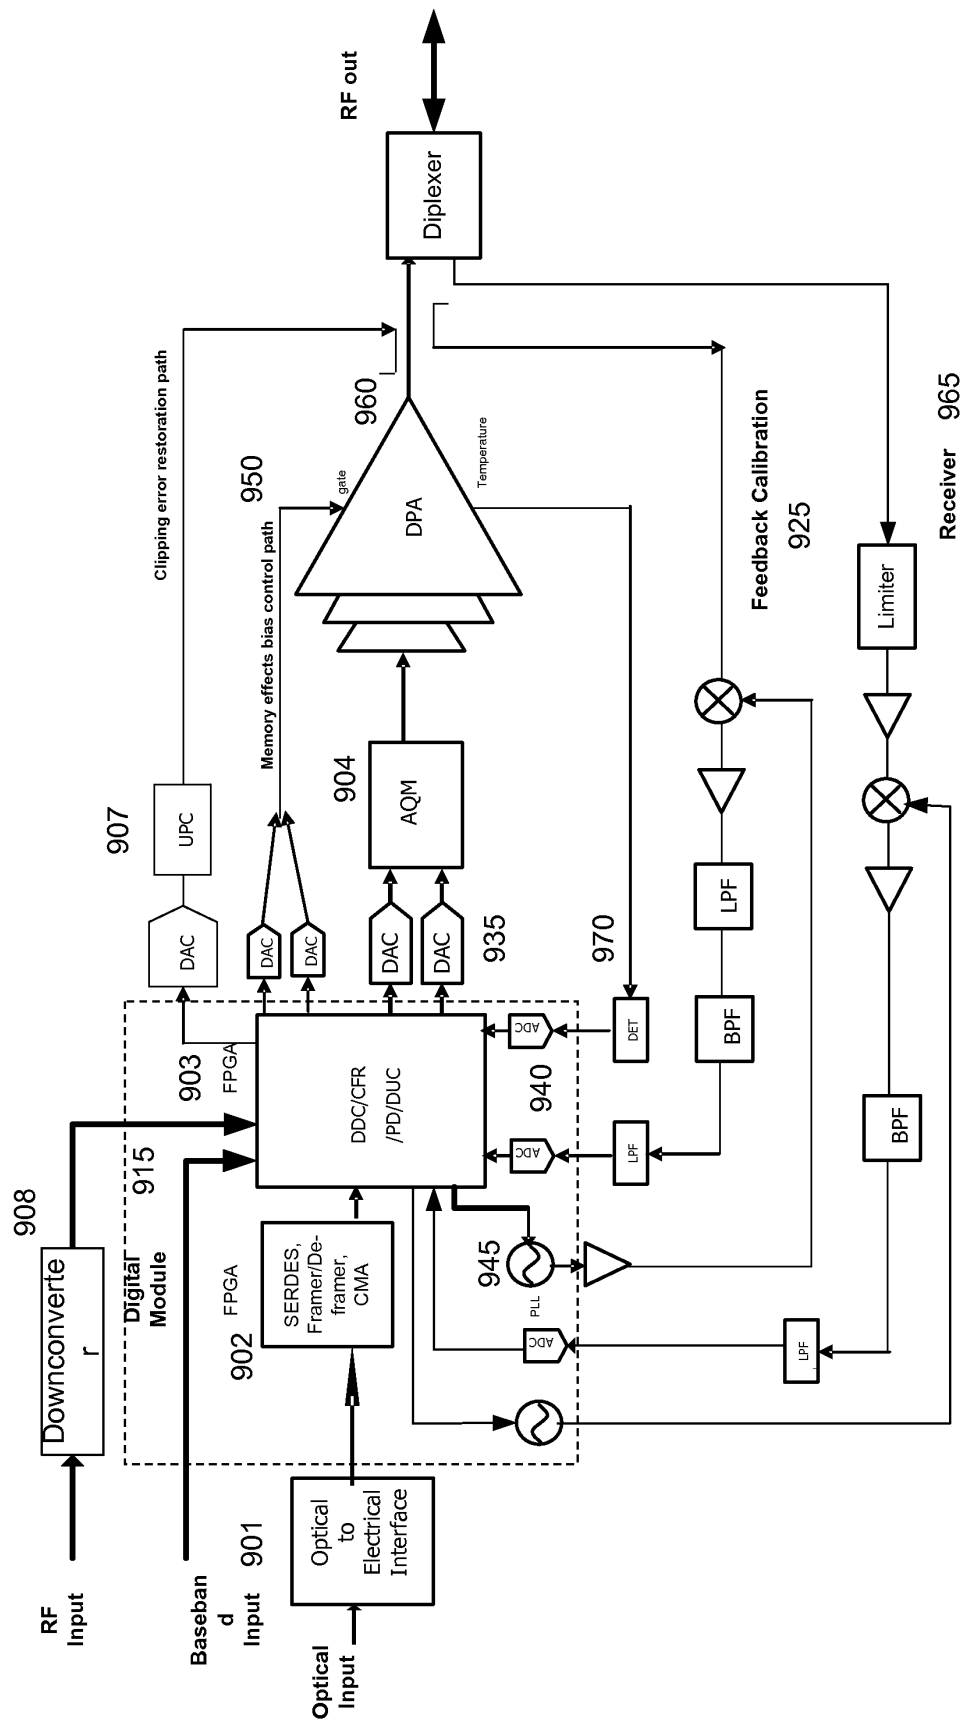 RF
Input
Downconverte
r
908
Baseban
d
Input
Optical
Input
901
Optical
to
Electrical
Interface
Digital
Module
915
902
FPGA
SERDES,
Framer/De-
framer,
CMA
903
FPGA
DDC/CFR
/PD/DUC
DAC
907
UPC
Clipping error restoration path
DAC
DAC
Memory effects bias control path
950
gate
DAC
DAC
935
904
AQM
DPA
960
Temperature
Diplexer
RF out
940
ADC
DET
970
ADC
LPF
BPF
LPF
Feedback Calibration
925
945
PLL
ADC
LPF
BPF
Limiter
Receiver
965